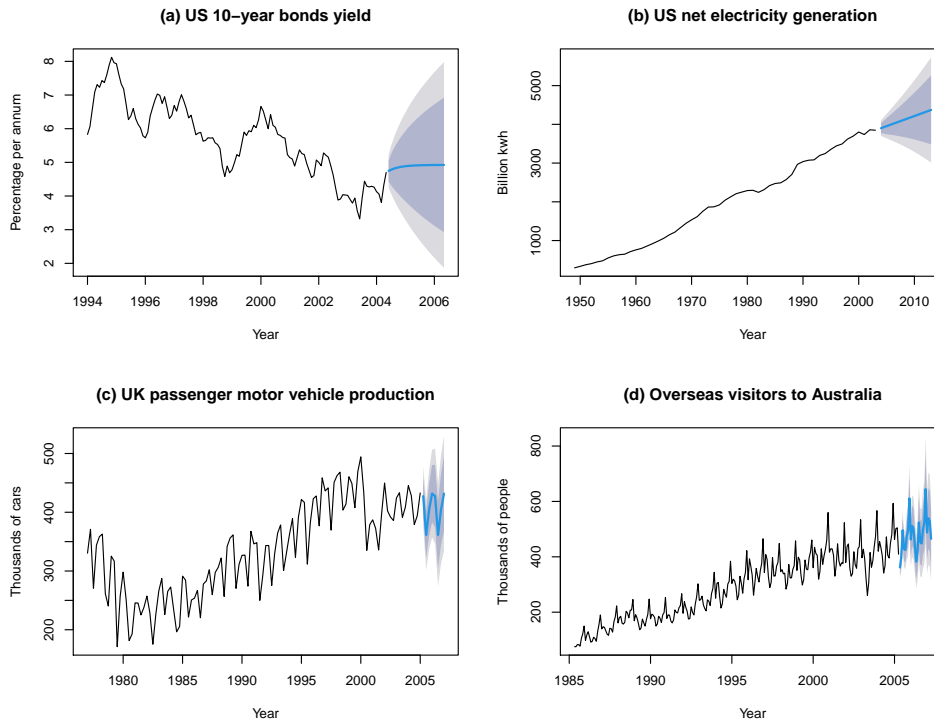 (a) US 10−year bonds yield
Percentage per annum
8
7
6
5
4
3
2
1994 1996 1998 2000 2002 2004 2006
Year
(b) US net electricity generation
Billion kwh
5000
3000
1000
1950 1960 1970 1980 1990 2000 2010
Year
(c) UK passenger motor vehicle production
Thousands of cars
500
400
300
200
1980 1985 1990 1995 2000 2005
Year
(d) Overseas visitors to Australia
Thousands of people
800
600
400
200
1985 1990 1995 2000 2005
Year